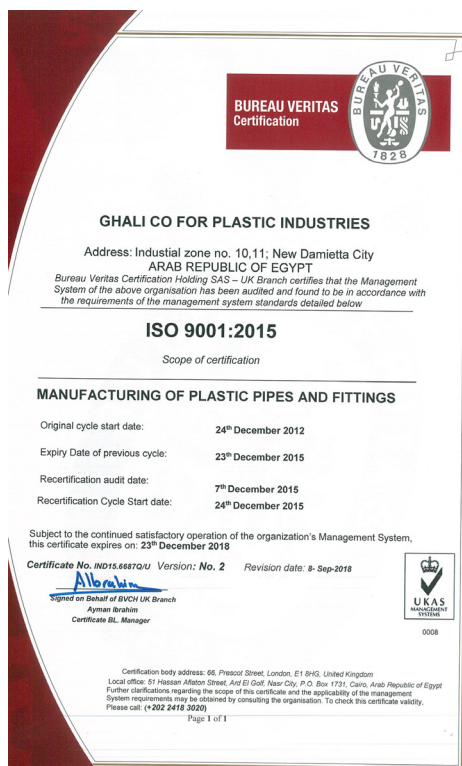 BUREAU VERITAS
Certification
BUREAU VERITAS
1828
GHALI CO FOR PLASTIC INDUSTRIES
Address: Industial zone no. 10,11; New Damietta City
ARAB REPUBLIC OF EGYPT
Bureau Veritas Certification Holding SAS – UK Branch certifies that the Management
System of the above organisation has been audited and found to be in accordance with
the requirements of the management system standards detailed below
ISO 9001:2015
Scope of certification
MANUFACTURING OF PLASTIC PIPES AND FITTINGS
Original cycle start date: 24th December 2012
Expiry Date of previous cycle: 23th December 2015
Recertification audit date: 7th December 2015
Recertification Cycle Start date: 24th December 2015
Subject to the continued satisfactory operation of the organization's Management System,
this certificate expires on: 23th December 2018
Certificate No. IND15.6687Q/U Version: No. 2 Revision date: 8- Sep-2018
AIbrahim
Signed on Behalf of BVCH UK Branch
Ayman Ibrahim
Certificate BL. Manager
UKAS
MANAGEMENT
SYSTEMS
0008
Certification body address: 66, Prescot Street, London, E1 8HG, United Kingdom
Local office: 51 Hassan Aflaton Street, Ard El Golf, Nasr City, P.O. Box 1731, Cairo, Arab Republic of Egypt
Further clarifications regarding the scope of this certificate and the applicability of the management
System requirements may be obtained by consulting the organisation. To check this certificate validity,
Please call: (+202 2418 3020)
Page 1 of 1